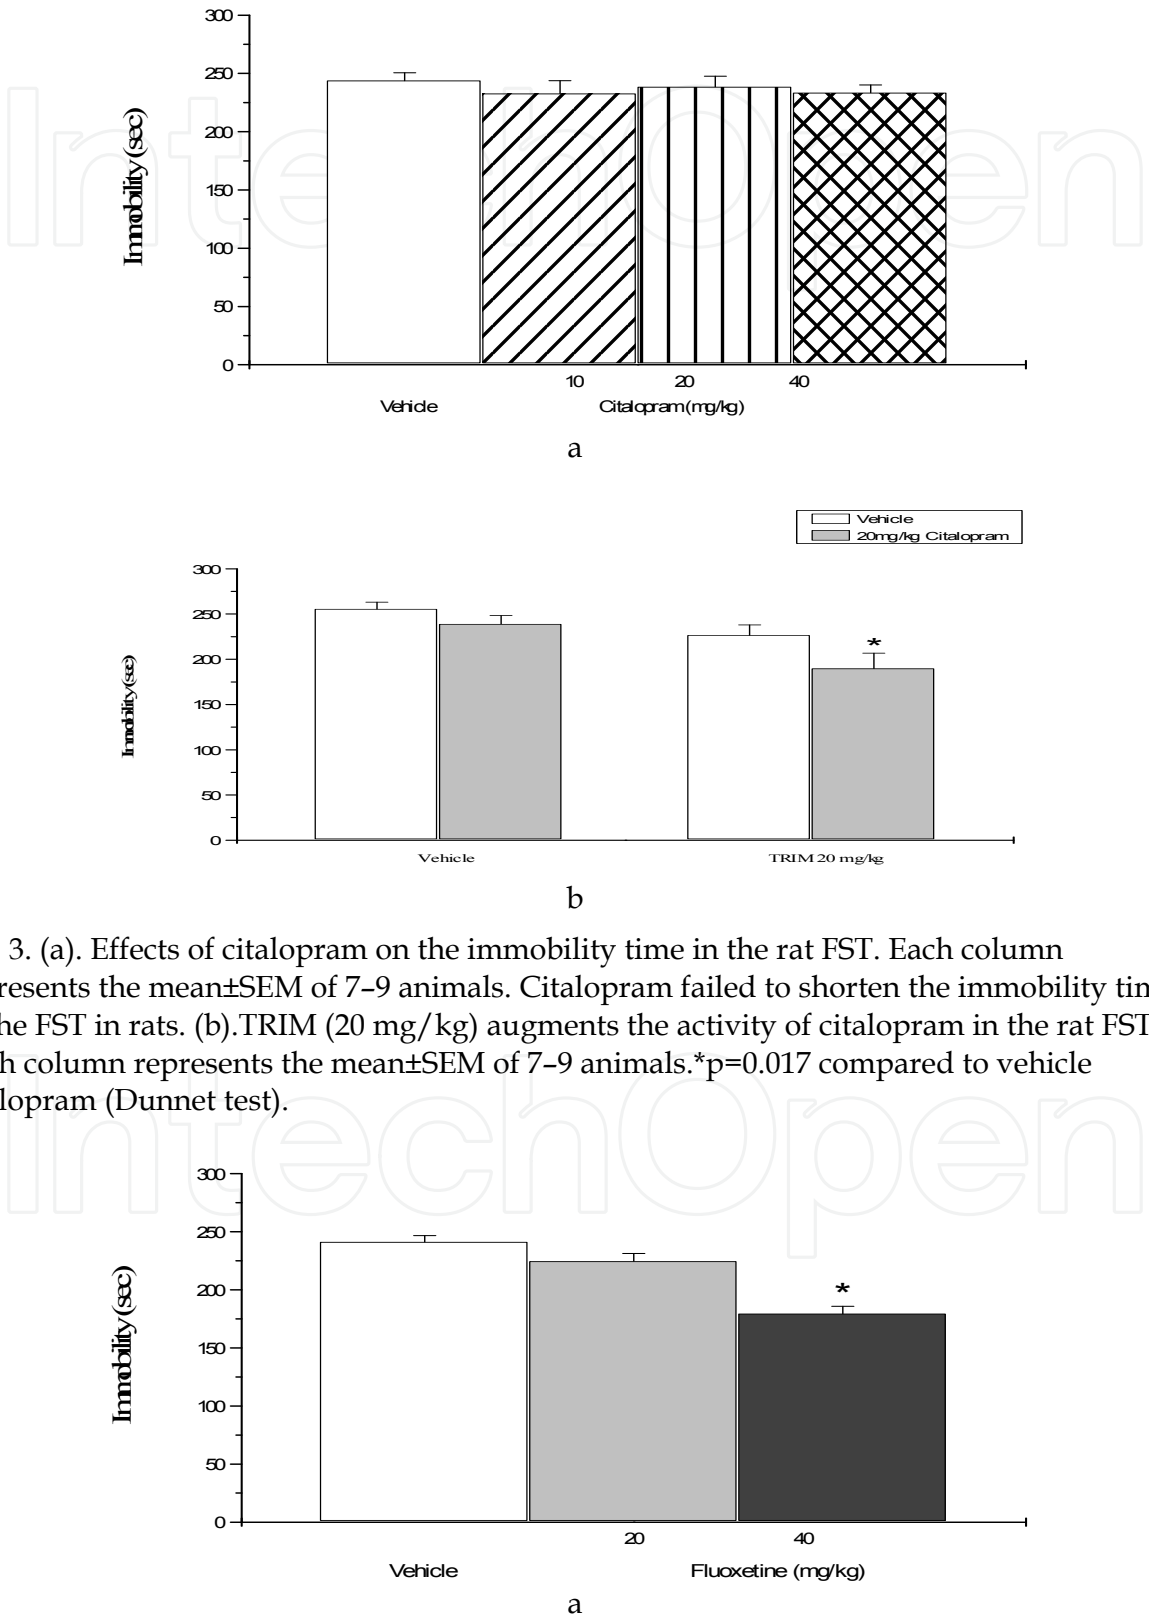 300
250
200
150
100
50
0
Immobility (sec)
10 20 40
Vehicle Citalopram (mg/kg)
a
Vehicle
20mg/kg Citalopram
300
250
200
150
100
50
0
Immobility (sec)
*
Vehicle TRIM 20 mg/kg
b
3. (a). Effects of citalopram on the immobility time in the rat FST. Each column
resents the mean±SEM of 7–9 animals. Citalopram failed to shorten the immobility tim
he FST in rats. (b).TRIM (20 mg/kg) augments the activity of citalopram in the rat FST
h column represents the mean±SEM of 7–9 animals.*p=0.017 compared to vehicle
lopram (Dunnet test).
IntechOpen
IntechOpen
300
250
200
150
100
50
0
Immobility (sec)
*
20 40
Vehicle Fluoxetine (mg/kg)
a